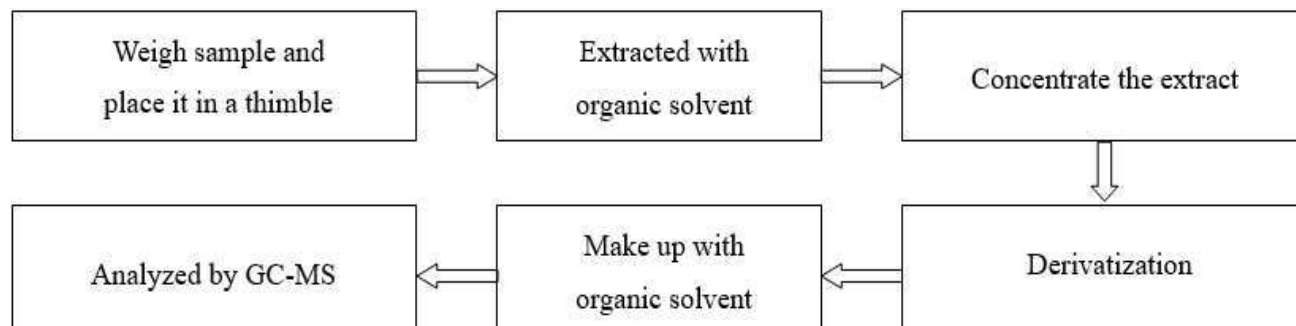 Weigh sample and
place it in a thimble
Extracted with
organic solvent
Concentrate the extract
Derivatization
Make up with
organic solvent
Analyzed by GC-MS